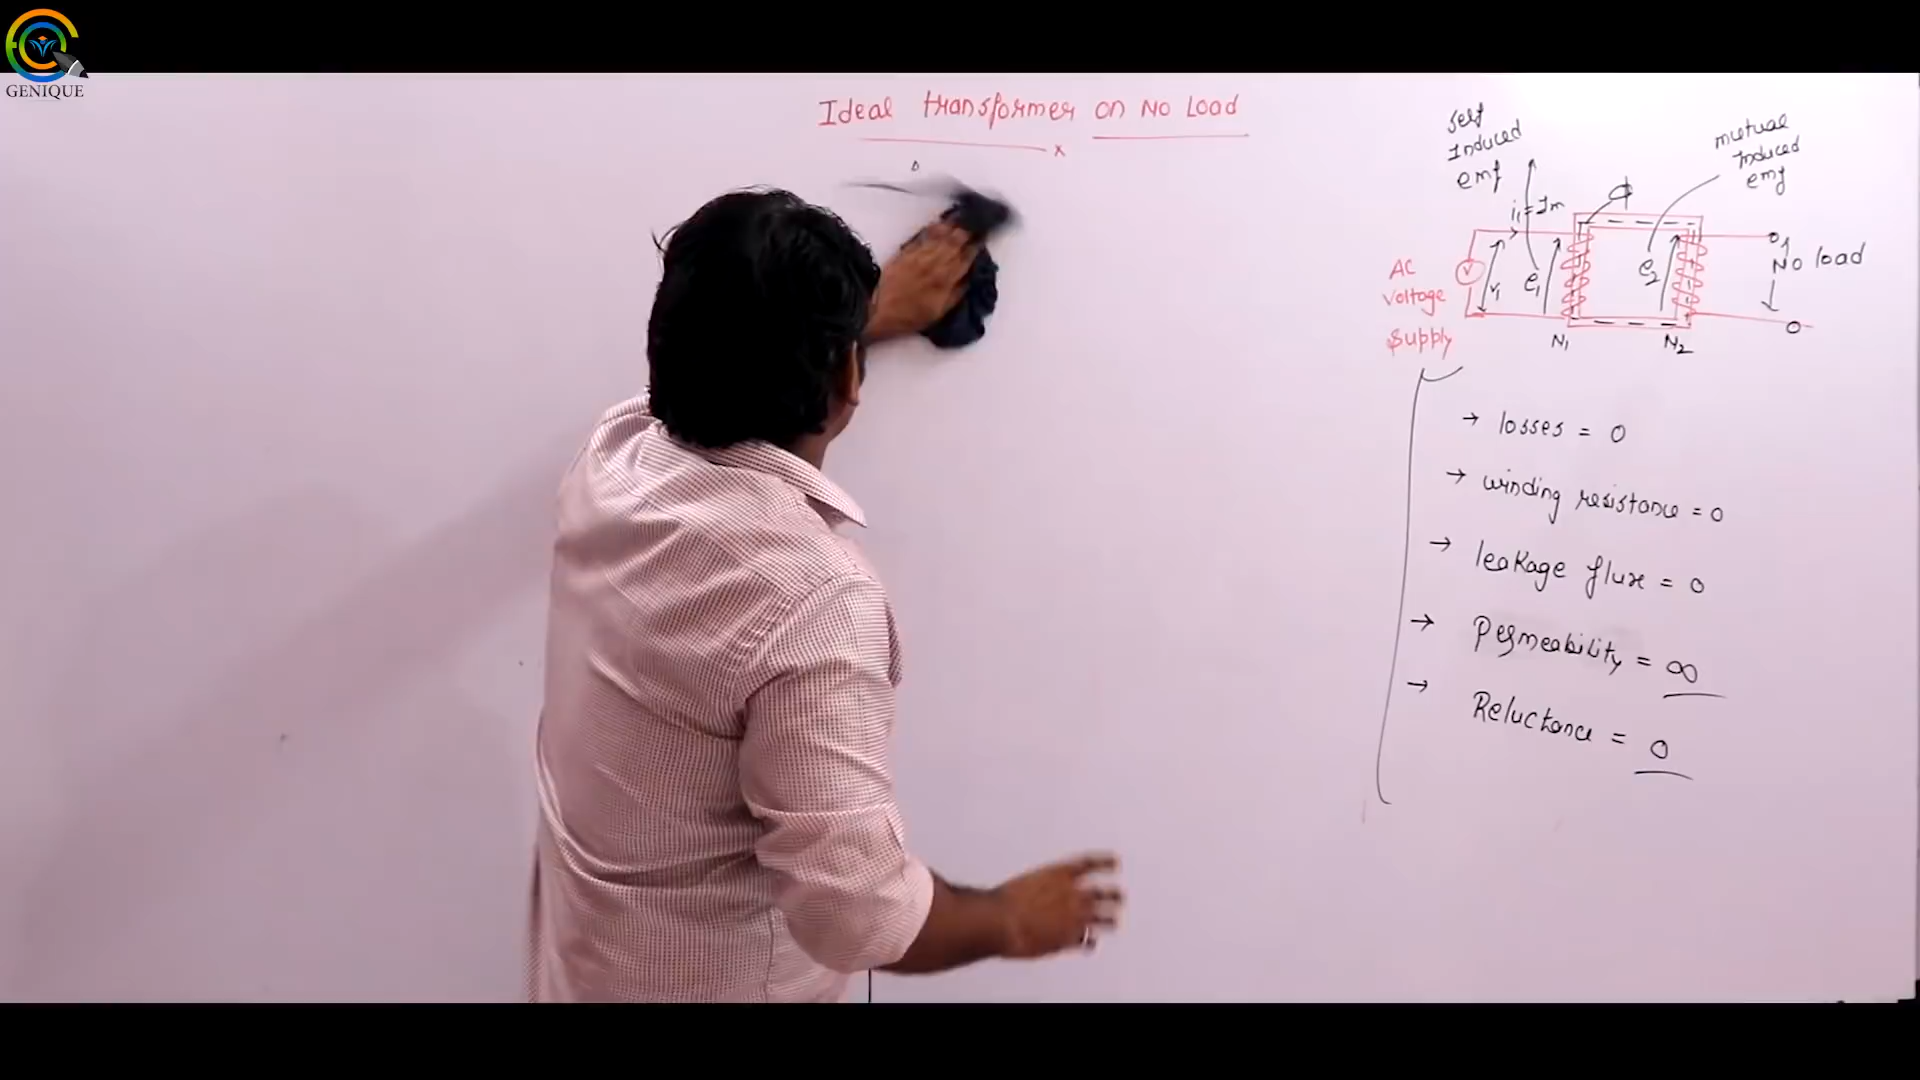 GENIQUE
Ideal transformer on No Load
x
Self
Induced
emf
mutual
Induced
emf
i₁ = Im
ϕ
AC
Voltage
Supply
V
v₁
e₁
e₂
No load
N₁
N₂
→ losses = 0
→ winding resistance = 0
→ leakage flux = 0
→ Permeability = ∞
→ Reluctance = 0